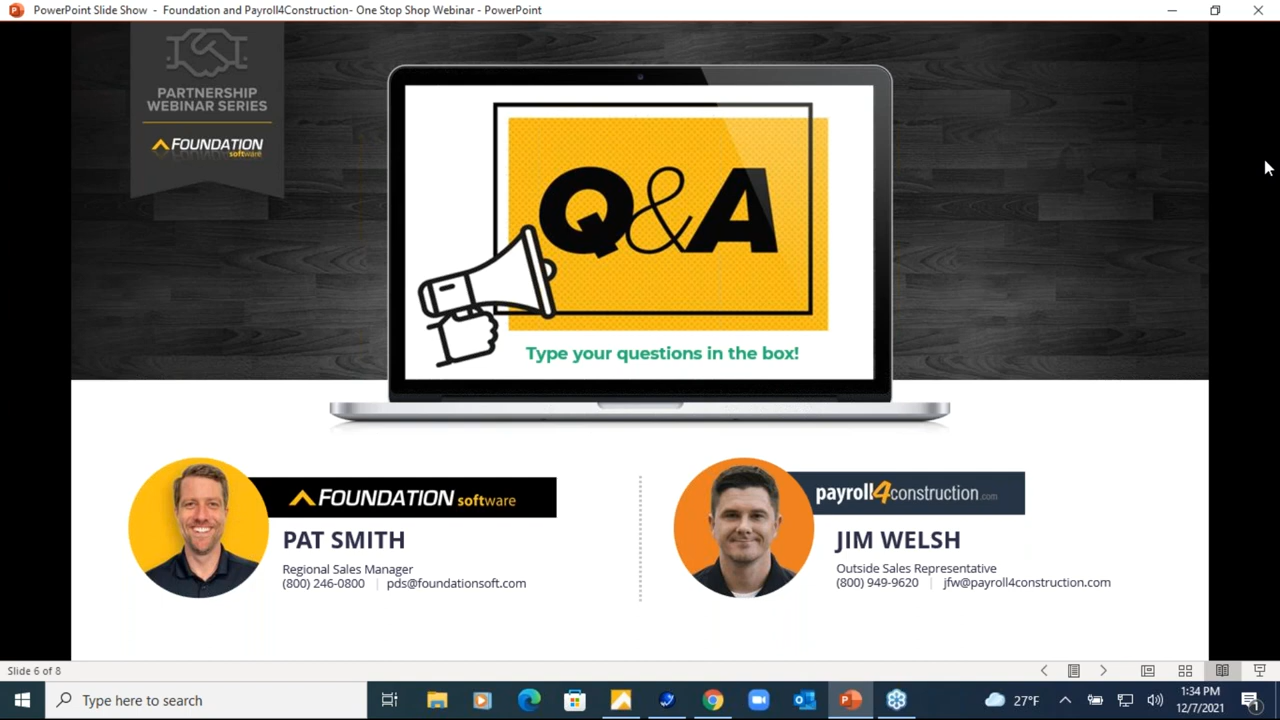 PowerPoint Slide Show - Foundation and Payroll4Construction- One Stop Shop Webinar - PowerPoint
PARTNERSHIP
WEBINAR SERIES
FOUNDATION
software
Q&A
Type your questions in the box!
FOUNDATION software
PAT SMITH
Regional Sales Manager
(800) 246-0800 | pds@foundationsoft.com
payroll4construction.com
JIM WELSH
Outside Sales Representative
(800) 949-9620 | jfw@payroll4construction.com
Slide 6 of 8
Type here to search
27°F
1:34 PM
12/7/2021
1